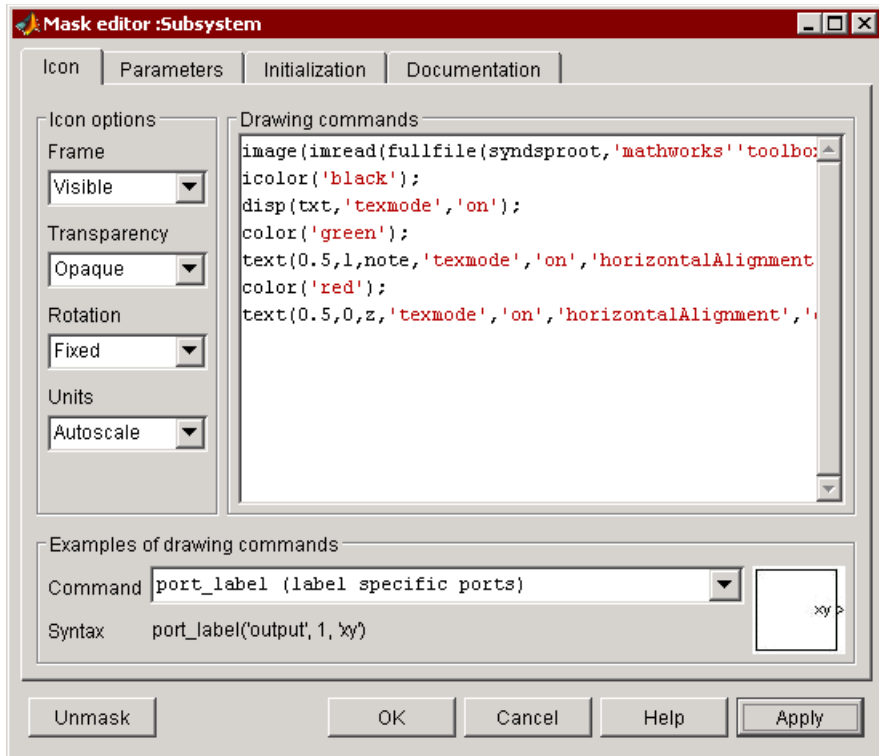 Mask editor :Subsystem
Icon Parameters Initialization Documentation
Icon options
Frame
Visible
Transparency
Opaque
Rotation
Fixed
Units
Autoscale
Drawing commands
image(imread(fullfile(syndsproot,'mathworks''toolbo
icolor('black');
disp(txt,'texmode','on');
color('green');
text(0.5,1,note,'texmode','on','horizontalAlignment
color('red');
text(0.5,0,z,'texmode','on','horizontalAlignment','
Examples of drawing commands
Command port_label (label specific ports)
Syntax port_label('output', 1, 'xy')
xy >
Unmask OK Cancel Help Apply